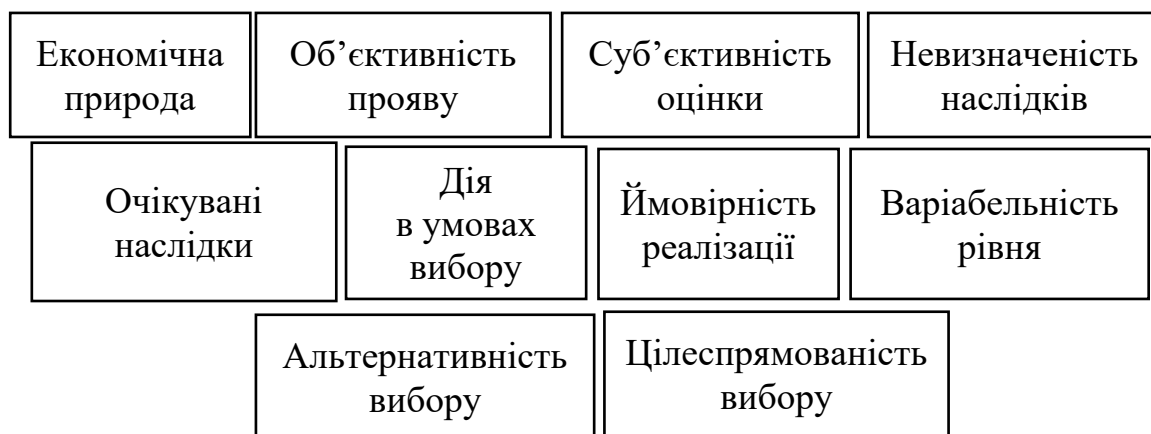 Економічна
природа
Об’єктивність
прояву
Суб’єктивність
оцінки
Невизначеність
наслідків
Очікувані
наслідки
Дія
в умовах
вибору
Ймовірність
реалізації
Варіабельність
рівня
Альтернативність
вибору
Цілеспрямованість
вибору